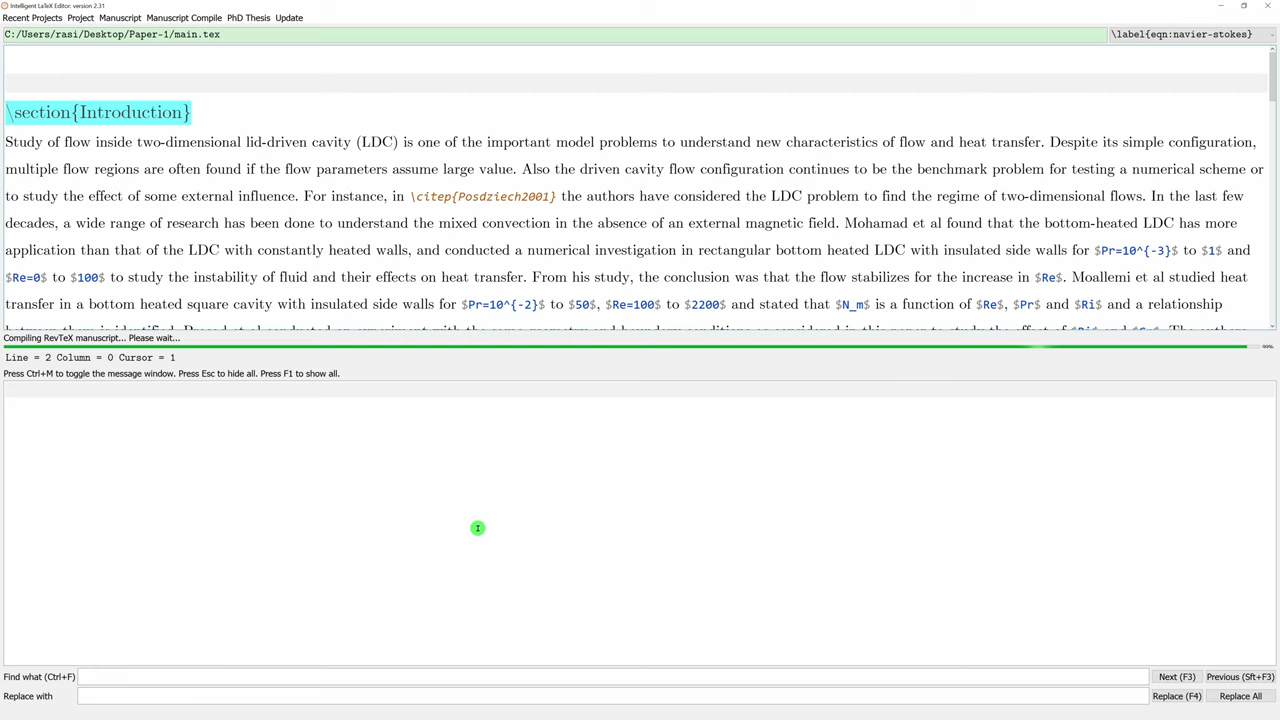 Intelligent LaTeX Editor: version 2.31
Recent Projects Project Manuscript Manuscript Compile PhD Thesis Update
C:/Users/rasi/Desktop/Paper-1/main.tex \label{eqn:navier-stokes}
\section{Introduction}
Study of flow inside two-dimensional lid-driven cavity (LDC) is one of the important model problems to understand new characteristics of flow and heat transfer. Despite its simple configuration,
multiple flow regions are often found if the flow parameters assume large value. Also the driven cavity flow configuration continues to be the benchmark problem for testing a numerical scheme or
to study the effect of some external influence. For instance, in \citep{Posdziech2001} the authors have considered the LDC problem to find the regime of two-dimensional flows. In the last few
decades, a wide range of research has been done to understand the mixed convection in the absence of an external magnetic field. Mohamad et al found that the bottom-heated LDC has more
application than that of the LDC with constantly heated walls, and conducted a numerical investigation in rectangular bottom heated LDC with insulated side walls for $Pr=10^{-3}$ to $1$ and
$Re=0$ to $100$ to study the instability of fluid and their effects on heat transfer. From his study, the conclusion was that the flow stabilizes for the increase in $Re$. Moallemi et al studied heat
transfer in a bottom heated square cavity with insulated side walls for $Pr=10^{-2}$ to $50$, $Re=100$ to $2200$ and stated that $N_m$ is a function of $Re$, $Pr$ and $Ri$ and a relationship
Compiling RevTeX manuscript... Please wait...
99%
Line = 2 Column = 0 Cursor = 1
Press Ctrl+M to toggle the message window. Press Esc to hide all. Press F1 to show all.
Find what (Ctrl+F) Next (F3) Previous (Sft+F3)
Replace with Replace (F4) Replace All